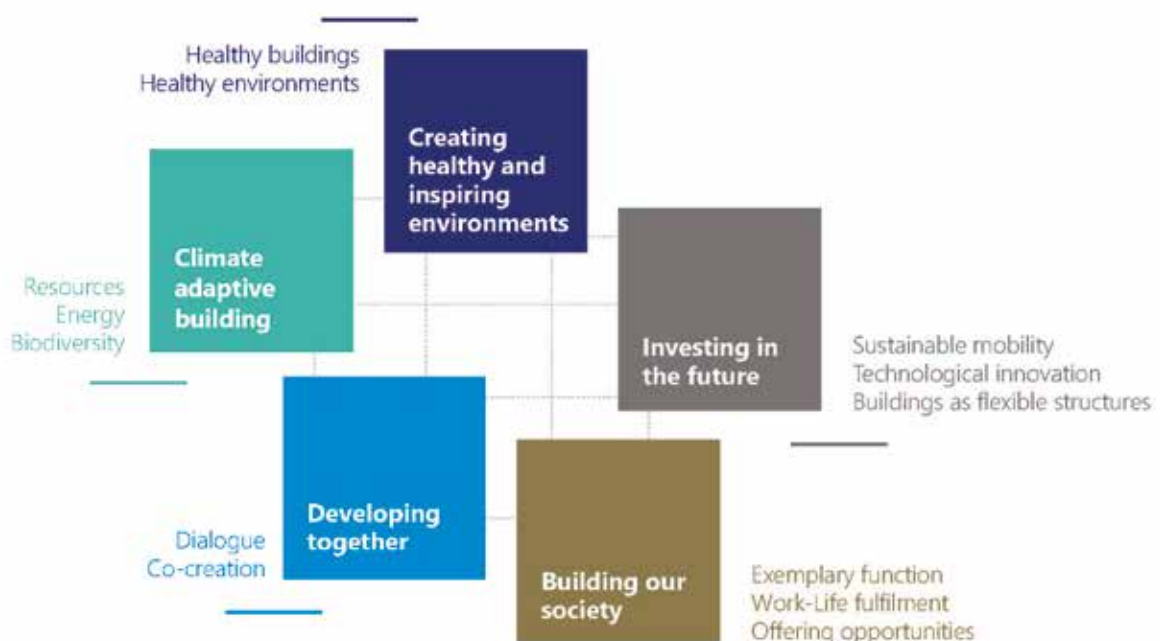 Healthy buildings
Healthy environments
Creating
healthy and
inspiring
environments
Climate
adaptive
building
Resources
Energy
Biodiversity
Investing in
the future
Sustainable mobility
Technological innovation
Buildings as flexible structures
Developing
together
Dialogue
Co-creation
Building our
society
Exemplary function
Work-Life fulfilment
Offering opportunities